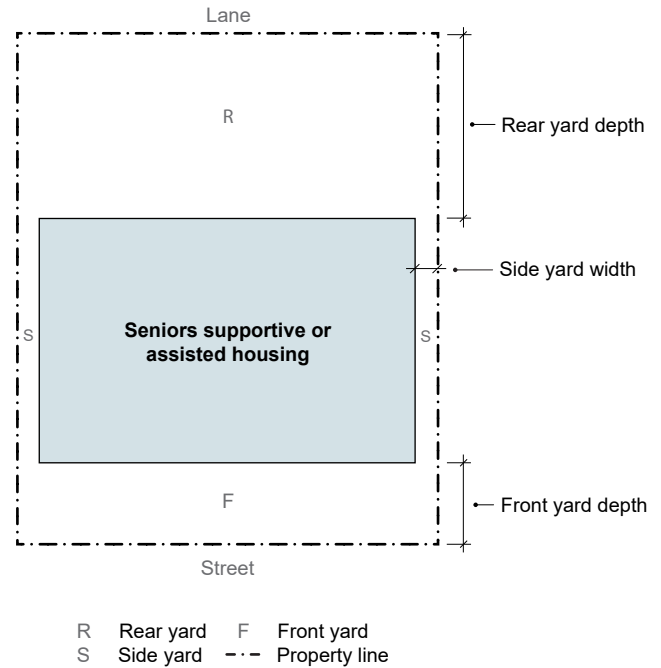 Lane
R
Rear yard depth
Side yard width
Seniors supportive or
assisted housing
S
S
F
Front yard depth
Street
R Rear yard F Front yard
S Side yard Property line